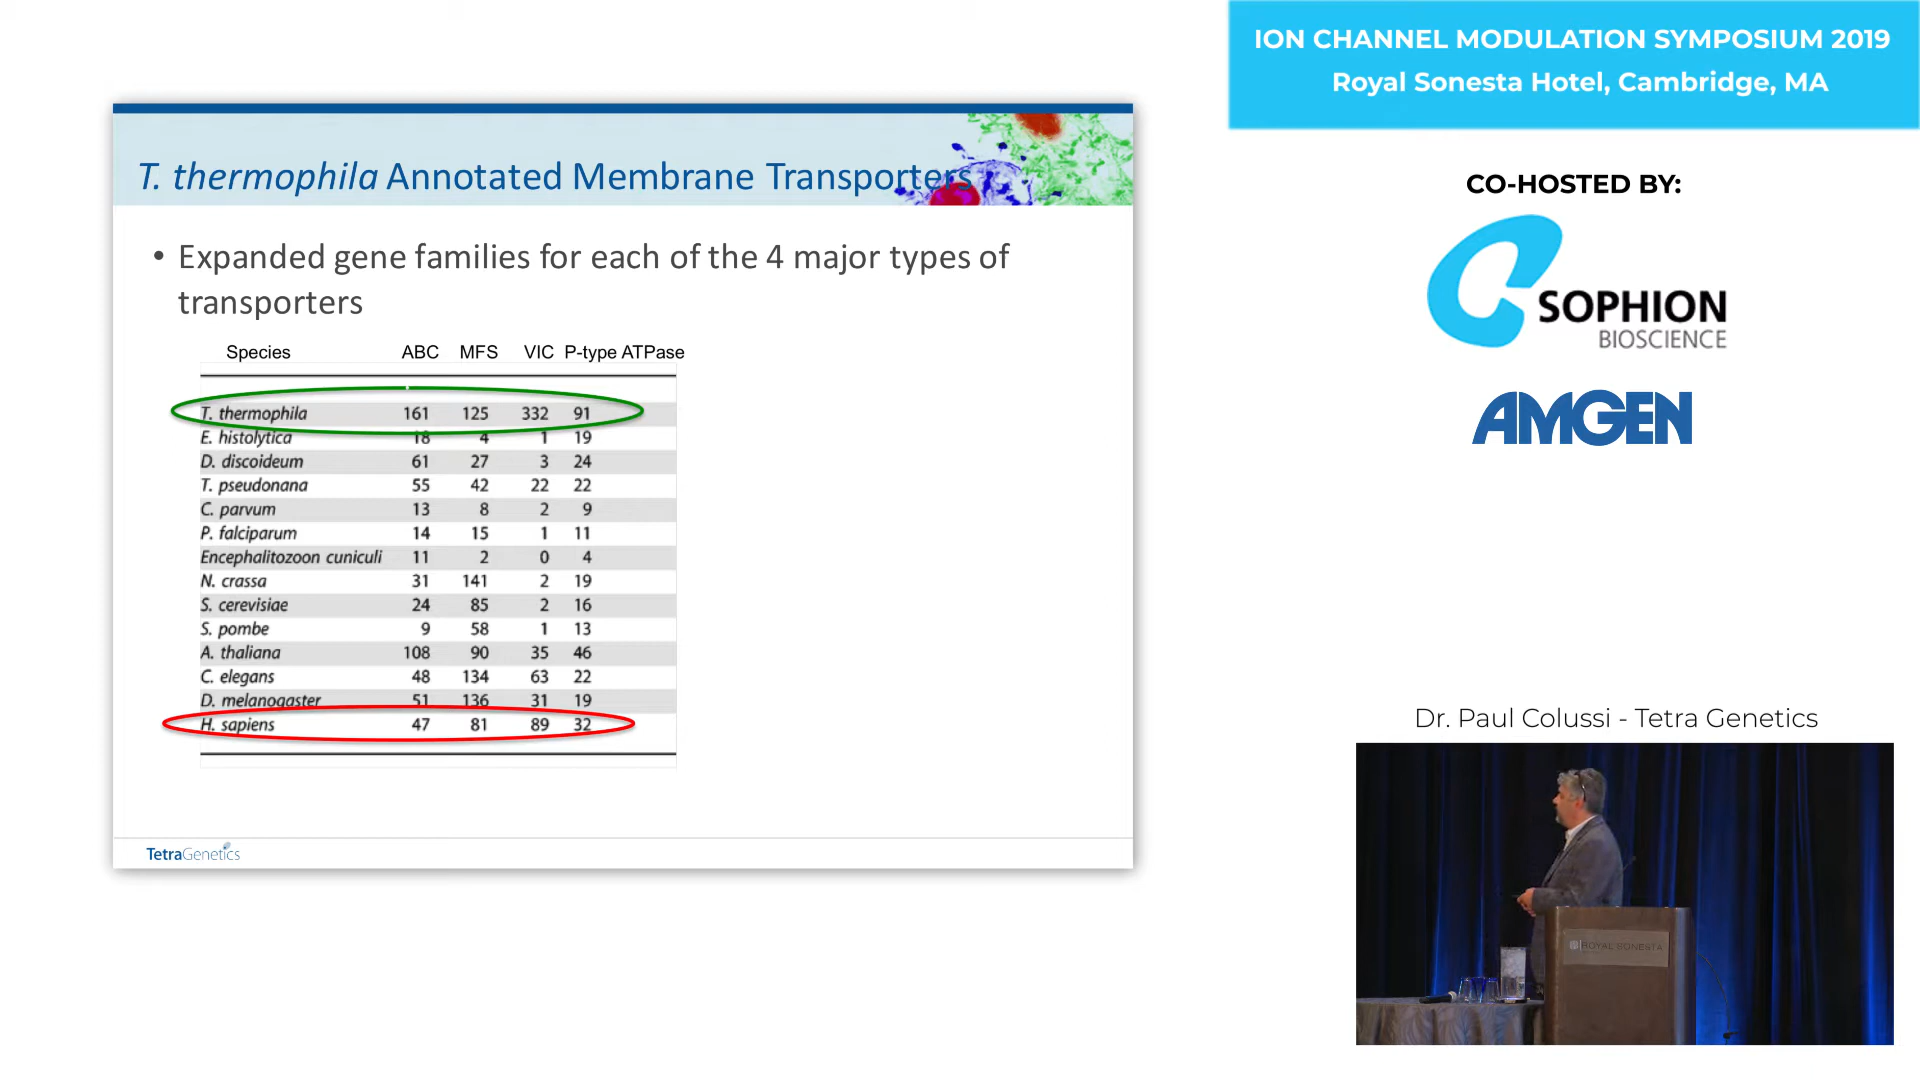 ION CHANNEL MODULATION SYMPOSIUM 2019
Royal Sonesta Hotel, Cambridge, MA
CO-HOSTED BY:
SOPHION
BIOSCIENCE
AMGEN
T. thermophila Annotated Membrane Transporters
• Expanded gene families for each of the 4 major types of
transporters
Species ABC MFS VIC P-type ATPase
T. thermophila 161 125 332 91
E. histolytica 18 4 1 19
D. discoideum 61 27 3 24
T. pseudonana 55 42 22 22
C. parvum 13 8 2 9
P. falciparum 14 15 1 11
Encephalitozoon cuniculi 11 2 0 4
N. crassa 31 141 2 19
S. cerevisiae 24 85 2 16
S. pombe 9 58 1 13
A. thaliana 108 90 35 46
C. elegans 48 134 63 22
D. melanogaster 51 136 31 19
H. sapiens 47 81 89 32
TetraGenetics
Dr. Paul Colussi - Tetra Genetics
ROYAL SONESTA